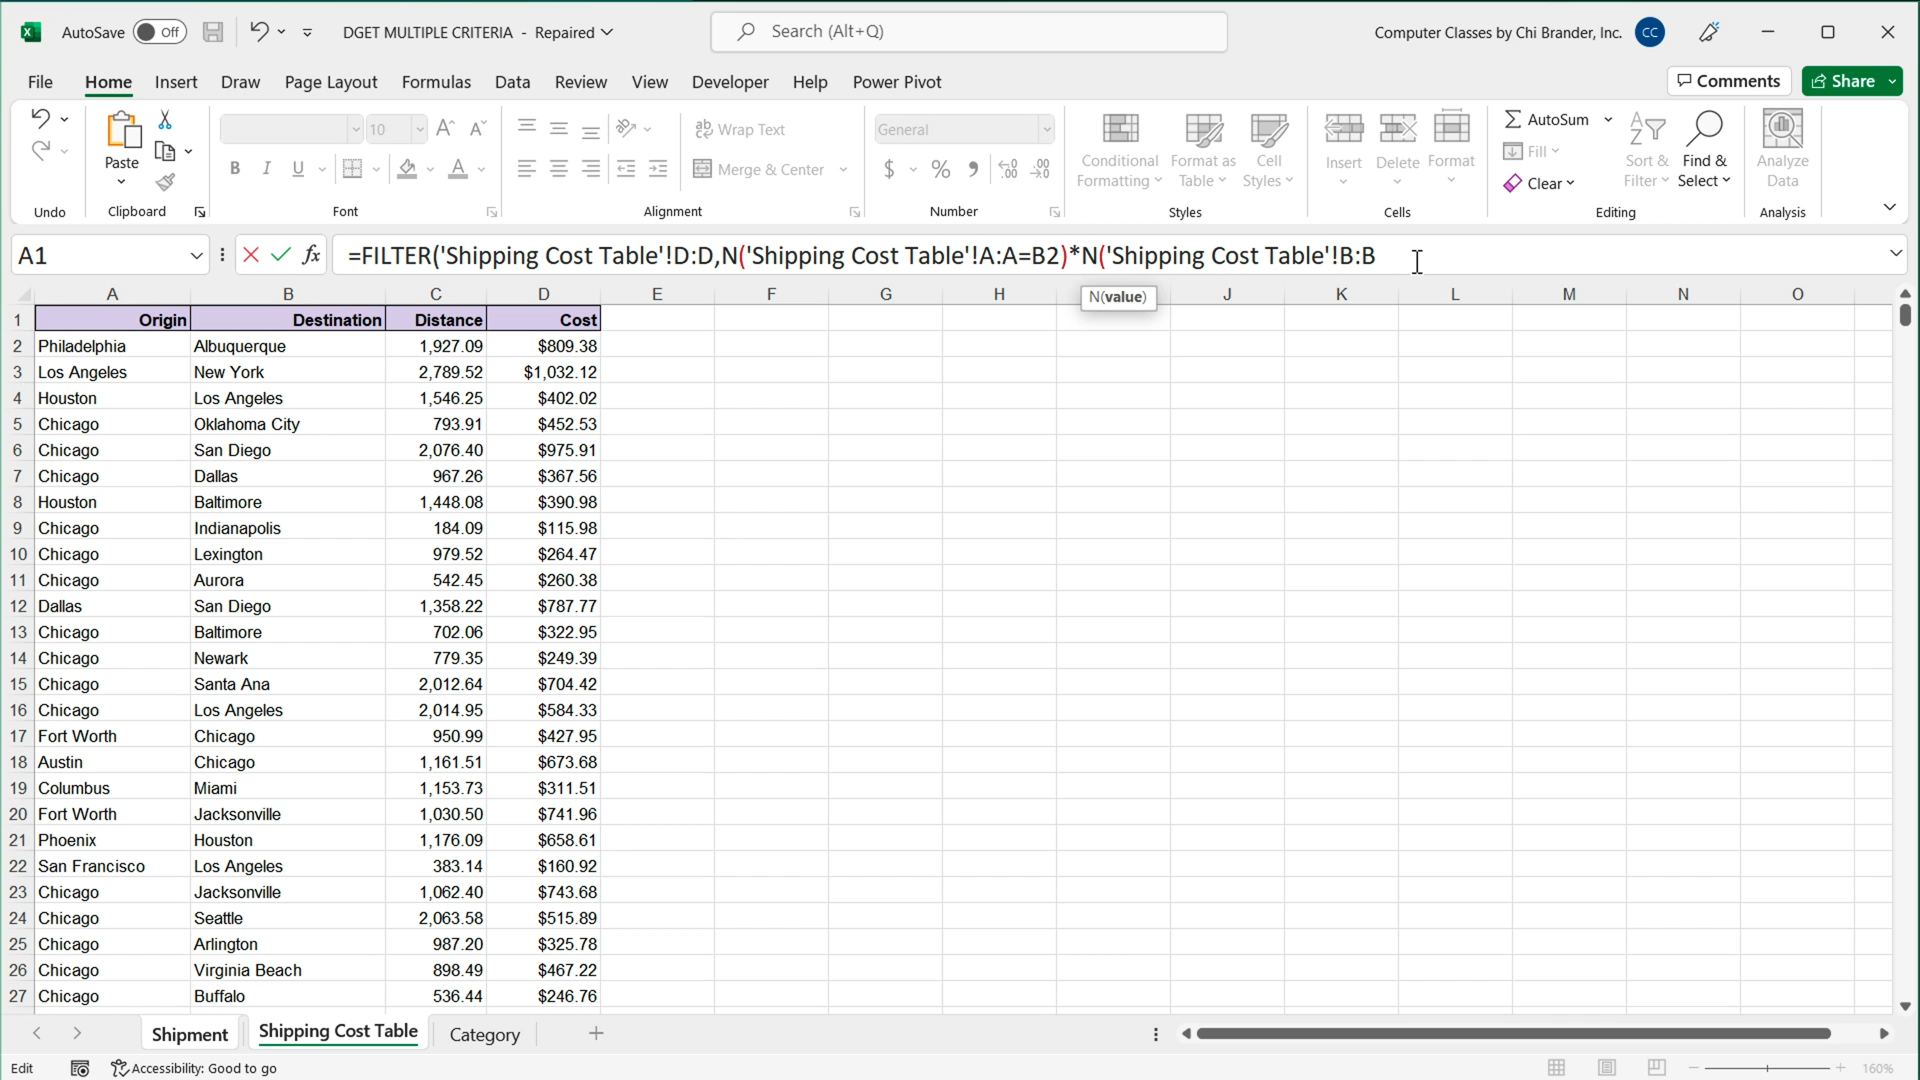 AutoSave Off DGET MULTIPLE CRITERIA - Repaired Search (Alt+Q) Computer Classes by Chi Brander, Inc. CC
File Home Insert Draw Page Layout Formulas Data Review View Developer Help Power Pivot Comments Share
Paste
10
B I U
A
ab Wrap Text
Merge & Center
General
$ % 9
Conditional Formatting
Format as Table
Cell Styles
Insert
Delete
Format
AutoSum
Fill
Clear
Sort & Filter
Find & Select
Analyze Data
Undo Clipboard Font Alignment Number Styles Cells Editing Analysis
A1 fx =FILTER('Shipping Cost Table'!D:D,N('Shipping Cost Table'!A:A=B2)*N('Shipping Cost Table'!B:B
N(value)
A B C D E F G H J K L M N O
1 Origin Destination Distance Cost
2 Philadelphia Albuquerque 1,927.09 $809.38
3 Los Angeles New York 2,789.52 $1,032.12
4 Houston Los Angeles 1,546.25 $402.02
5 Chicago Oklahoma City 793.91 $452.53
6 Chicago San Diego 2,076.40 $975.91
7 Chicago Dallas 967.26 $367.56
8 Houston Baltimore 1,448.08 $390.98
9 Chicago Indianapolis 184.09 $115.98
10 Chicago Lexington 979.52 $264.47
11 Chicago Aurora 542.45 $260.38
12 Dallas San Diego 1,358.22 $787.77
13 Chicago Baltimore 702.06 $322.95
14 Chicago Newark 779.35 $249.39
15 Chicago Santa Ana 2,012.64 $704.42
16 Chicago Los Angeles 2,014.95 $584.33
17 Fort Worth Chicago 950.99 $427.95
18 Austin Chicago 1,161.51 $673.68
19 Columbus Miami 1,153.73 $311.51
20 Fort Worth Jacksonville 1,030.50 $741.96
21 Phoenix Houston 1,176.09 $658.61
22 San Francisco Los Angeles 383.14 $160.92
23 Chicago Jacksonville 1,062.40 $743.68
24 Chicago Seattle 2,063.58 $515.89
25 Chicago Arlington 987.20 $325.78
26 Chicago Virginia Beach 898.49 $467.22
27 Chicago Buffalo 536.44 $246.76
Shipment Shipping Cost Table Category
Edit Accessibility: Good to go 160%